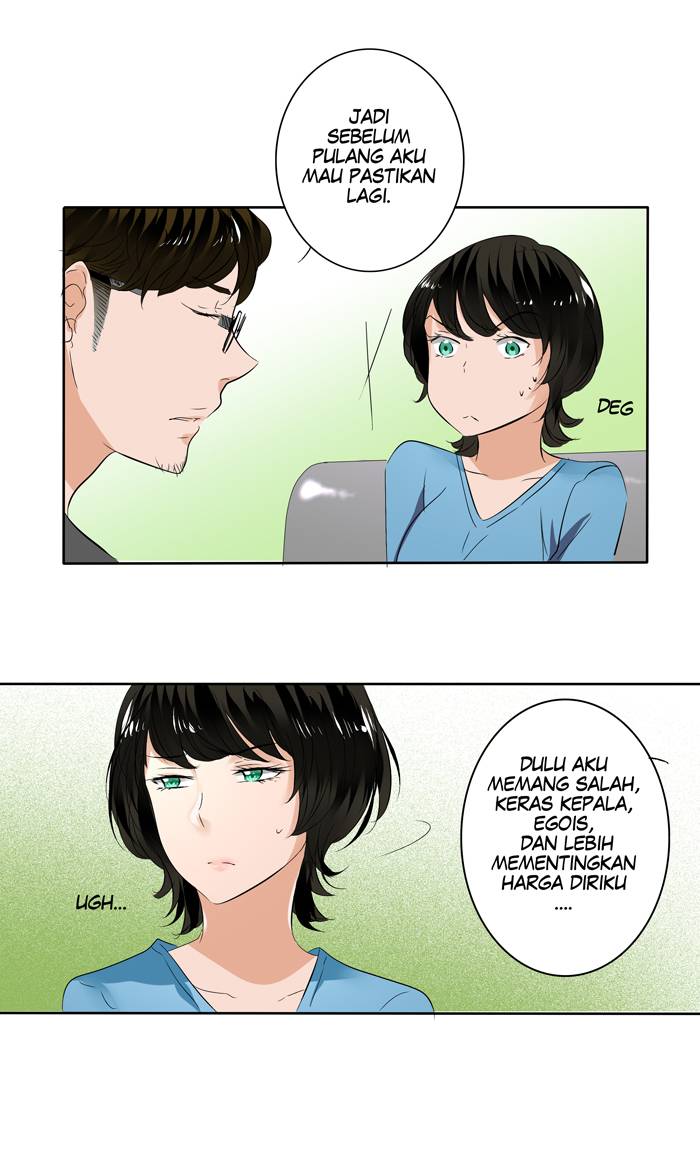 JADI
SEBELUM
PULANG AKU
MAU PASTIKAN
LAGI.
DEG
DULU AKU
MEMANG SALAH,
KERAS KEPALA,
EGOIS,
DAN LEBIH
MEMENTINGKAN
HARGA DIRIKU
....
UGH...